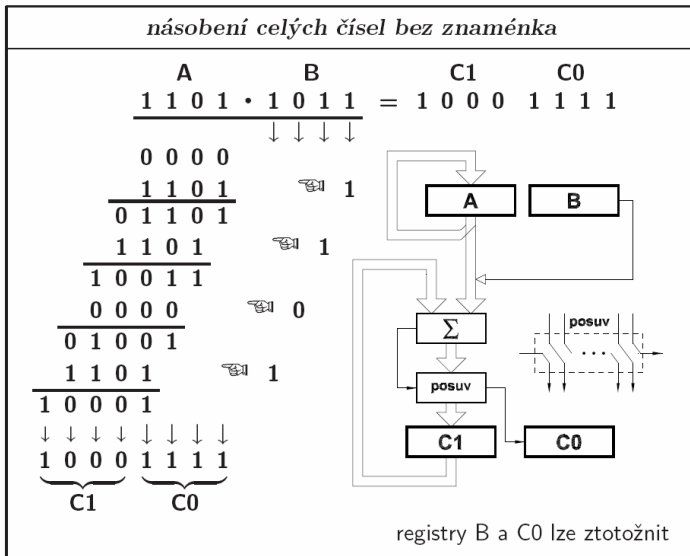 násobení celých čísel bez znaménka
A B C1 C0
1 1 0 1 • 1 0 1 1 = 1 0 0 0 1 1 1 1
↓ ↓ ↓ ↓
0 0 0 0
1 1 0 1 ☜ 1
0 1 1 0 1
1 1 0 1 ☜ 1
1 0 0 1 1
0 0 0 0 ☜ 0
0 1 0 0 1
1 1 0 1 ☜ 1
1 0 0 0 1
↓ ↓ ↓ ↓ ↓ ↓ ↓ ↓
1 0 0 0 1 1 1 1
C1 C0
A B
Σ
posuv
• • •
posuv
C1 C0
registry B a C0 lze ztotožnit